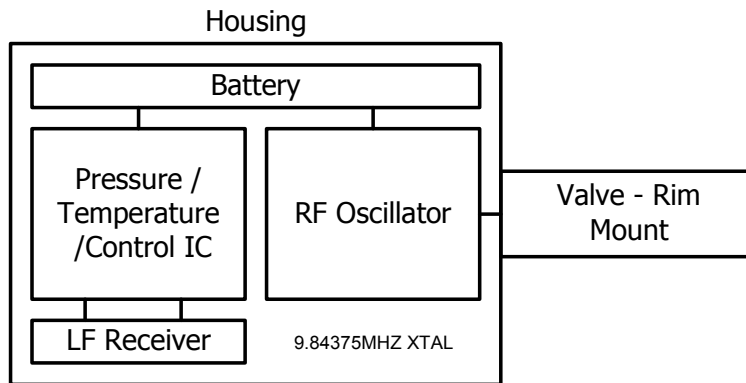 Housing
Battery
Pressure /
Temperature
/Control IC
RF Oscillator
Valve - Rim
Mount
LF Receiver
9.84375MHZ XTAL